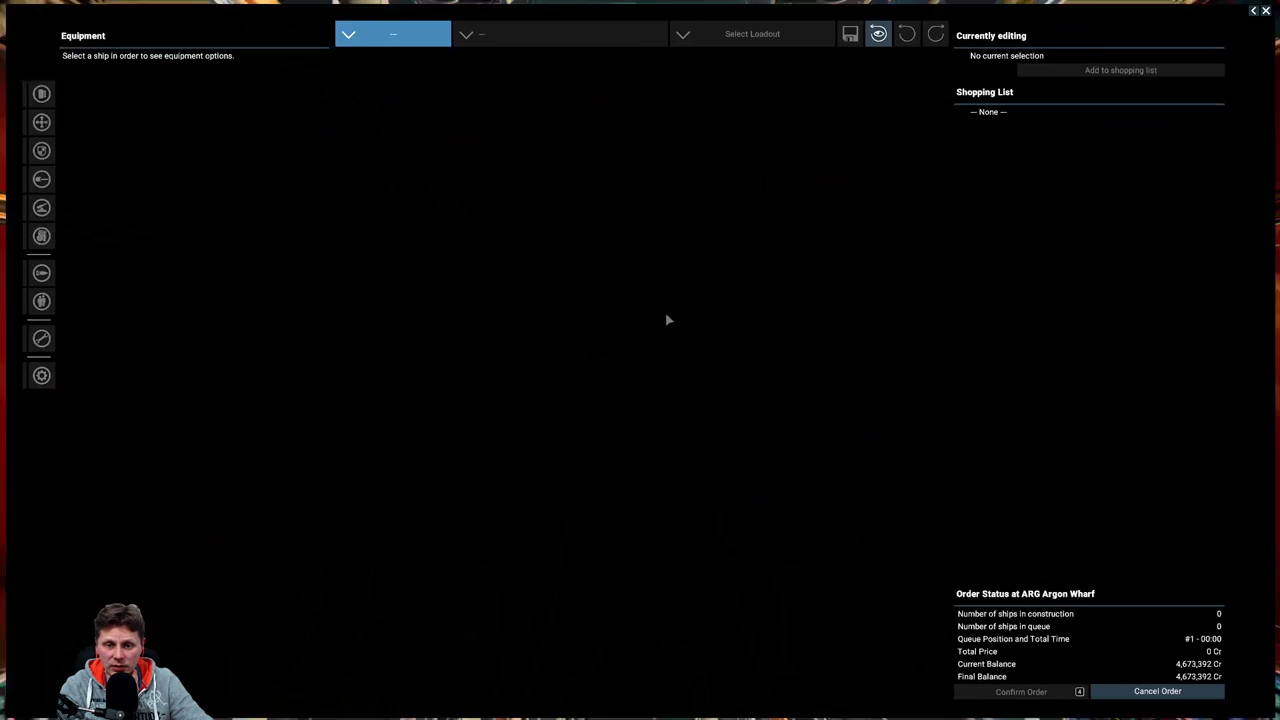 Equipment
Select a ship in order to see equipment options.
--
--
Select Loadout
Currently editing
No current selection
Add to shopping list
Shopping List
— None —
Order Status at ARG Argon Wharf
Number of ships in construction 0
Number of ships in queue 0
Queue Position and Total Time #1 - 00:00
Total Price 0 Cr
Current Balance 4,673,392 Cr
Final Balance 4,673,392 Cr
Confirm Order 4
Cancel Order